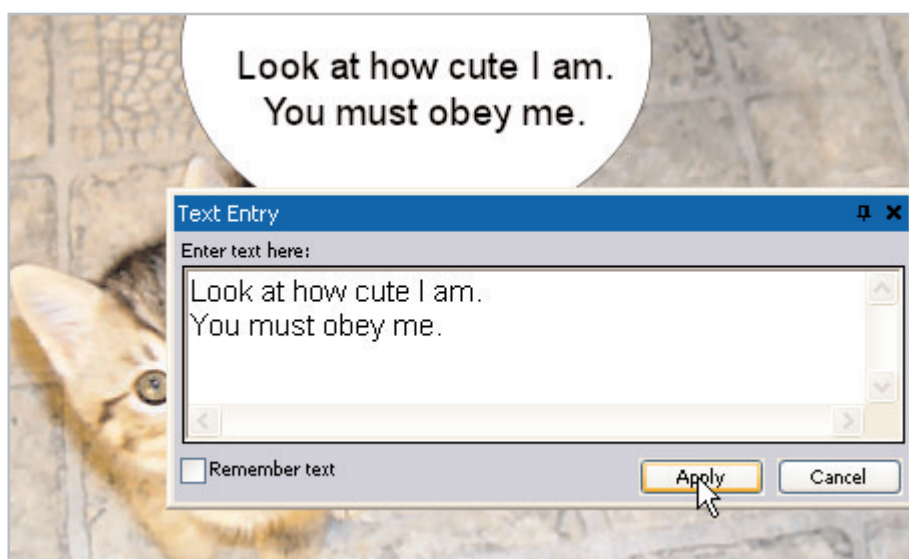 Look at how cute I am.
You must obey me.
Text Entry
Enter text here:
Look at how cute I am.
You must obey me.
Remember text
Apply
Cancel